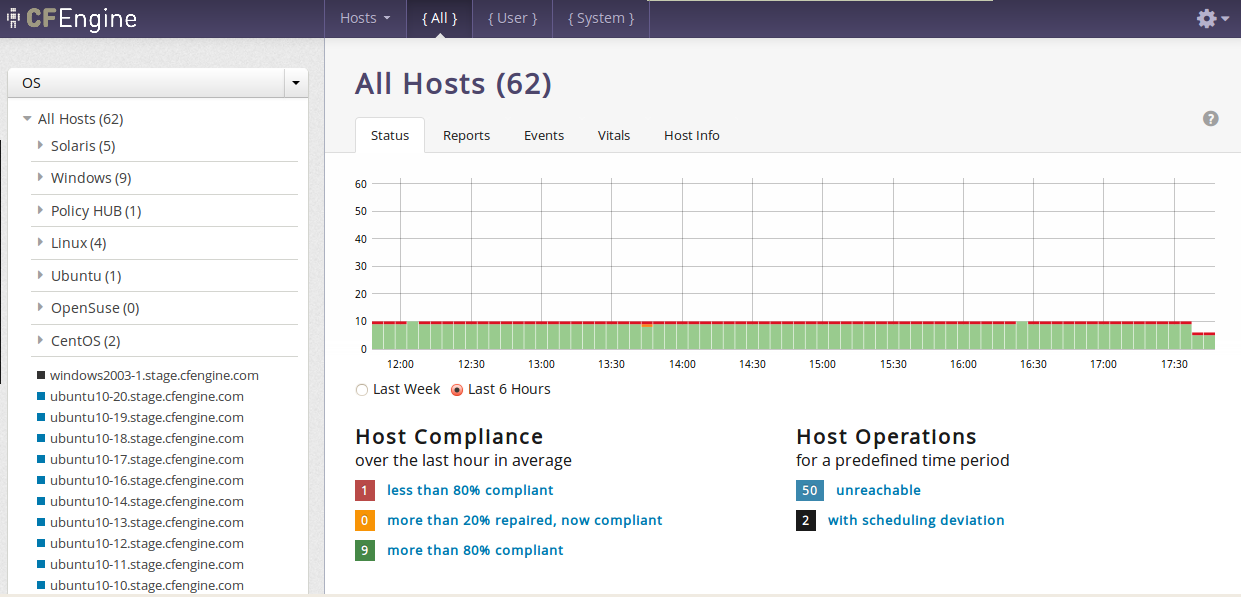 CFEngine
Hosts { All } { User } { System }
OS
All Hosts (62)
Solaris (5)
Windows (9)
Policy HUB (1)
Linux (4)
Ubuntu (1)
OpenSuse (0)
CentOS (2)
windows2003-1.stage.cfengine.com
ubuntu10-20.stage.cfengine.com
ubuntu10-19.stage.cfengine.com
ubuntu10-18.stage.cfengine.com
ubuntu10-17.stage.cfengine.com
ubuntu10-16.stage.cfengine.com
ubuntu10-14.stage.cfengine.com
ubuntu10-13.stage.cfengine.com
ubuntu10-12.stage.cfengine.com
ubuntu10-11.stage.cfengine.com
ubuntu10-10.stage.cfengine.com
All Hosts (62)
Status Reports Events Vitals Host Info
?
60
50
40
30
20
10
0
12:00 12:30 13:00 13:30 14:00 14:30 15:00 15:30 16:00 16:30 17:00 17:30
Last Week Last 6 Hours
Host Compliance
over the last hour in average
1 less than 80% compliant
0 more than 20% repaired, now compliant
9 more than 80% compliant
Host Operations
for a predefined time period
50 unreachable
2 with scheduling deviation